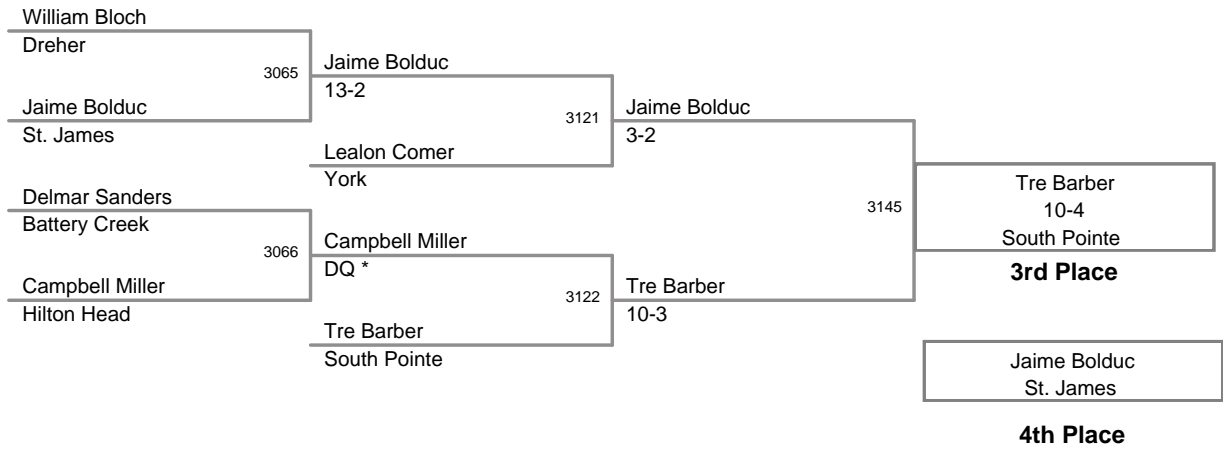 William Bloch
Dreher
3065
Jaime Bolduc
St. James
Jaime Bolduc
13-2
3121
Lealon Comer
York
Jaime Bolduc
3-2
Delmar Sanders
Battery Creek
3066
Campbell Miller
Hilton Head
Campbell Miller
DQ *
3122
Tre Barber
South Pointe
Tre Barber
10-3
3145
Tre Barber
10-4
South Pointe
3rd Place
Jaime Bolduc
St. James
4th Place